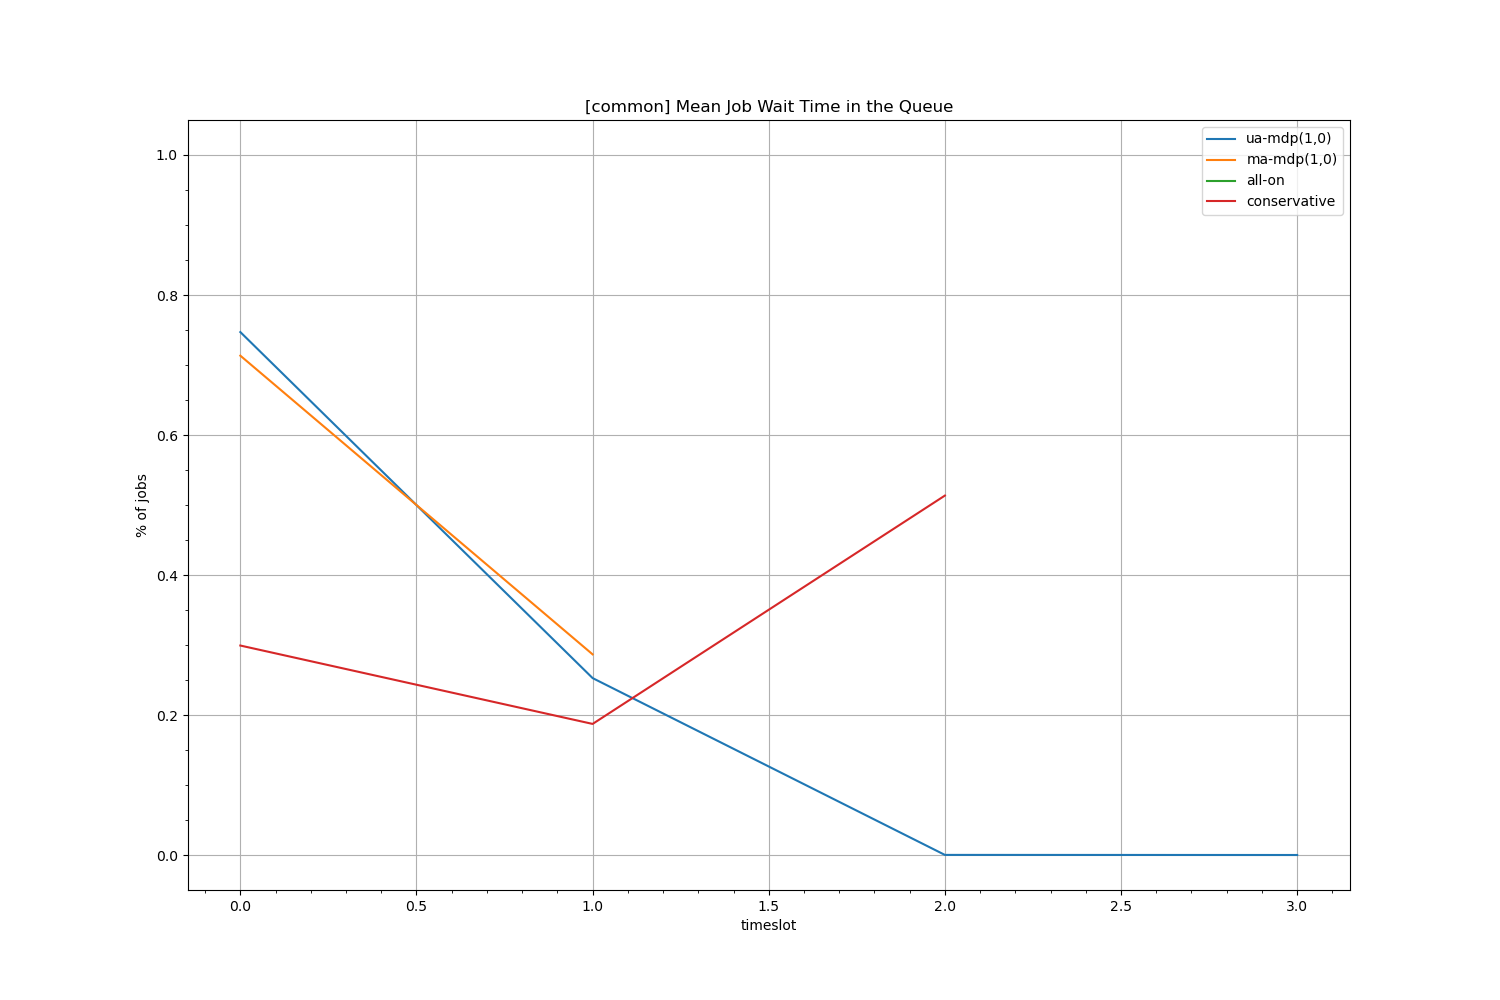 [common] Mean Job Wait Time in the Queue
ua-mdp(1,0)
ma-mdp(1,0)
all-on
conservative
1.0
0.8
0.6
0.4
0.2
0.0
% of jobs
0.0 0.5 1.0 1.5 2.0 2.5 3.0
timeslot